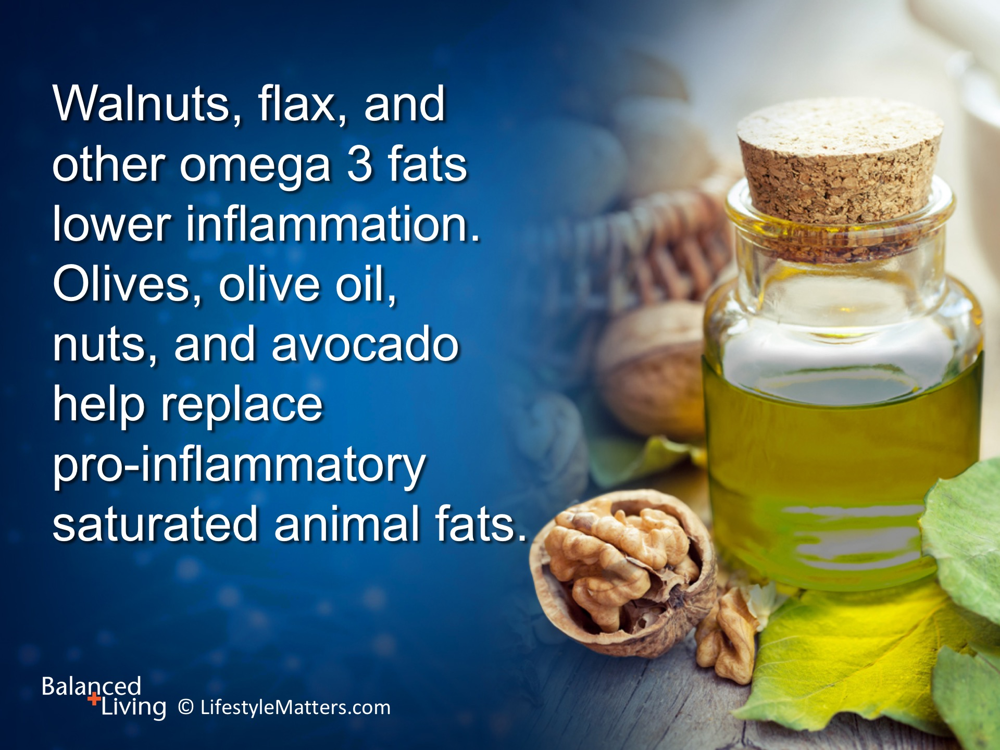 Walnuts, flax, and
other omega 3 fats
lower inflammation.
Olives, olive oil,
nuts, and avocado
help replace
pro-inflammatory
saturated animal fats.
Balanced
Living © LifestyleMatters.com